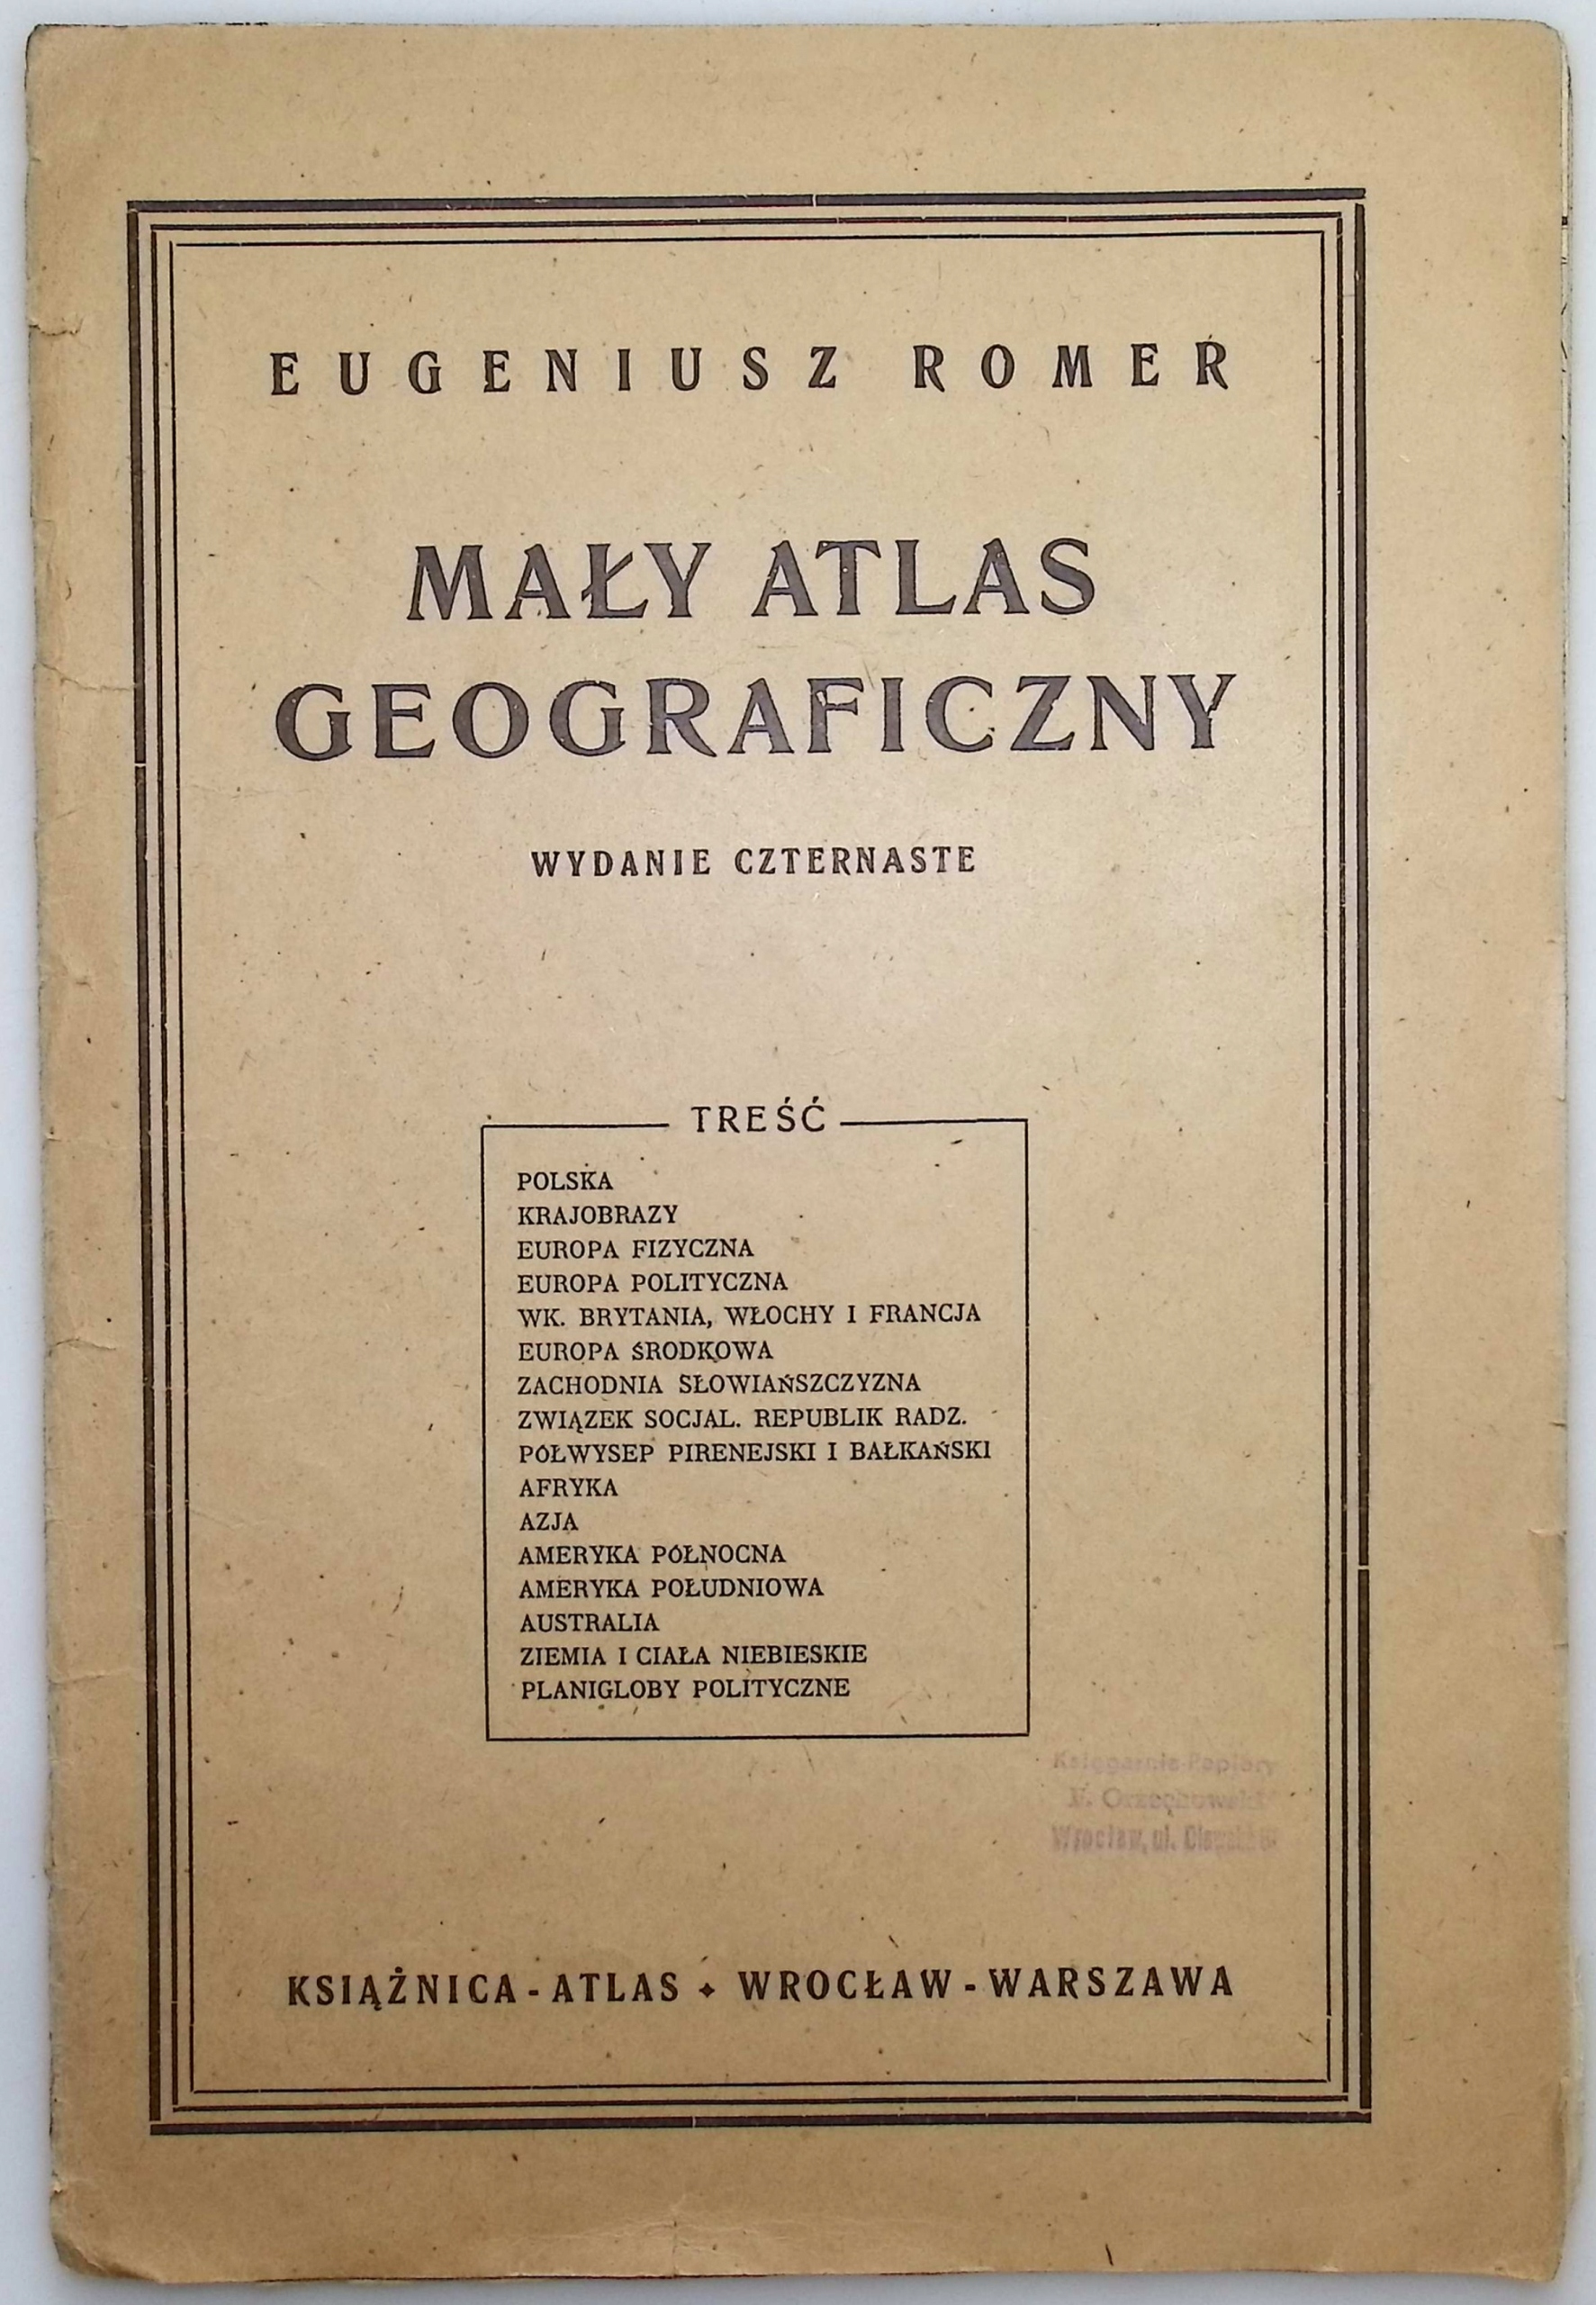 EUGENIUSZ ROMER
MAŁY ATLAS
GEOGRAFICZNY
WYDANIE CZTERNASTE
TREŚĆ
POLSKA
KRAJOBRAZY
EUROPA FIZYCZNA
EUROPA POLITYCZNA
WK. BRYTANIA, WŁOCHY I FRANCJA
EUROPA ŚRODKOWA
ZACHODNIA SŁOWIAŃSZCZYZNA
ZWIĄZEK SOCJAL. REPUBLIK RADZ.
PÓŁWYSEP PIRENEJSKI I BAŁKAŃSKI
AFRYKA
AZJA
AMERYKA PÓŁNOCNA
AMERYKA POŁUDNIOWA
AUSTRALIA
ZIEMIA I CIAŁA NIEBIESKIE
PLANIGLOBY POLITYCZNE
Wrocław, ul.
KSIĄŻNICA - ATLAS ✦ WROCŁAW - WARSZAWA